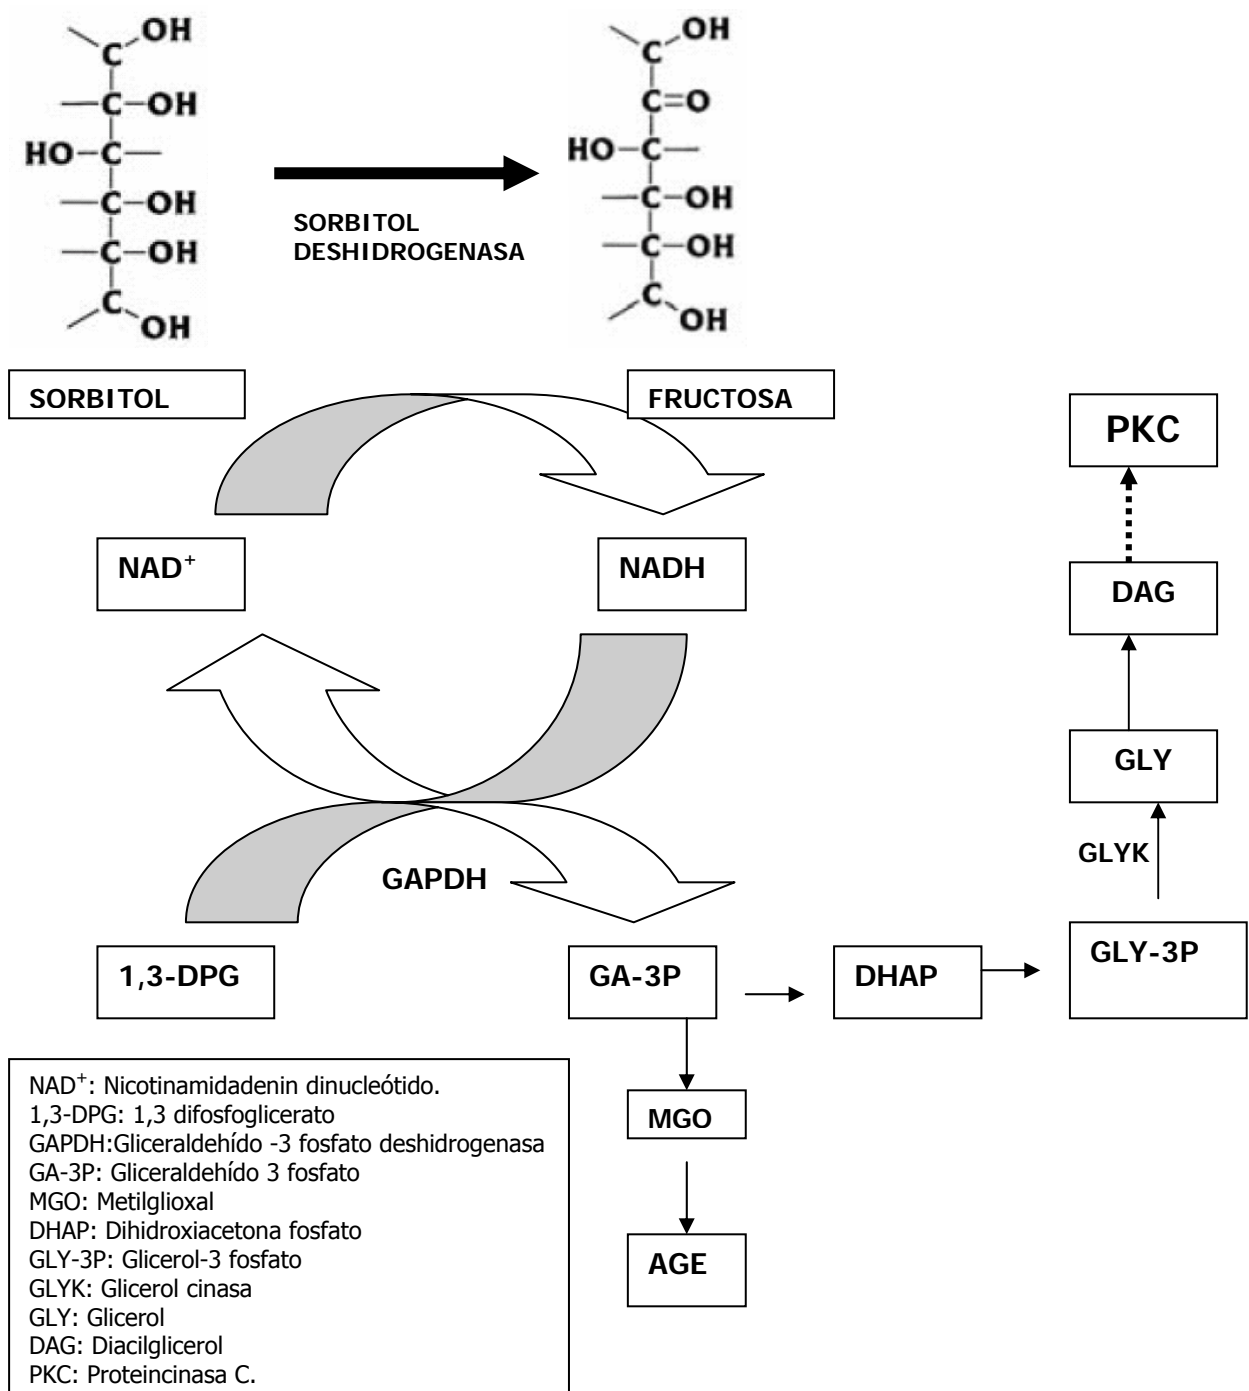 OH
C
C-OH
HO-C
C-OH
C-OH
C
OH
OH
C
C=O
HO-C
C-OH
C-OH
C
OH
SORBITOL
DESHIDROGENASA
SORBITOL
FRUCTOSA
PKC
NAD⁺
NADH
DAG
GLY
GLYK
GAPDH
1,3-DPG
GA-3P
DHAP
GLY-3P
MGO
AGE
NAD⁺: Nicotinamidadenin dinucleótido.
1,3-DPG: 1,3 difosfoglicerato
GAPDH:Gliceraldehído -3 fosfato deshidrogenasa
GA-3P: Gliceraldehído 3 fosfato
MGO: Metilglioxal
DHAP: Dihidroxiacetona fosfato
GLY-3P: Glicerol-3 fosfato
GLYK: Glicerol cinasa
GLY: Glicerol
DAG: Diacilglicerol
PKC: Proteincinasa C.